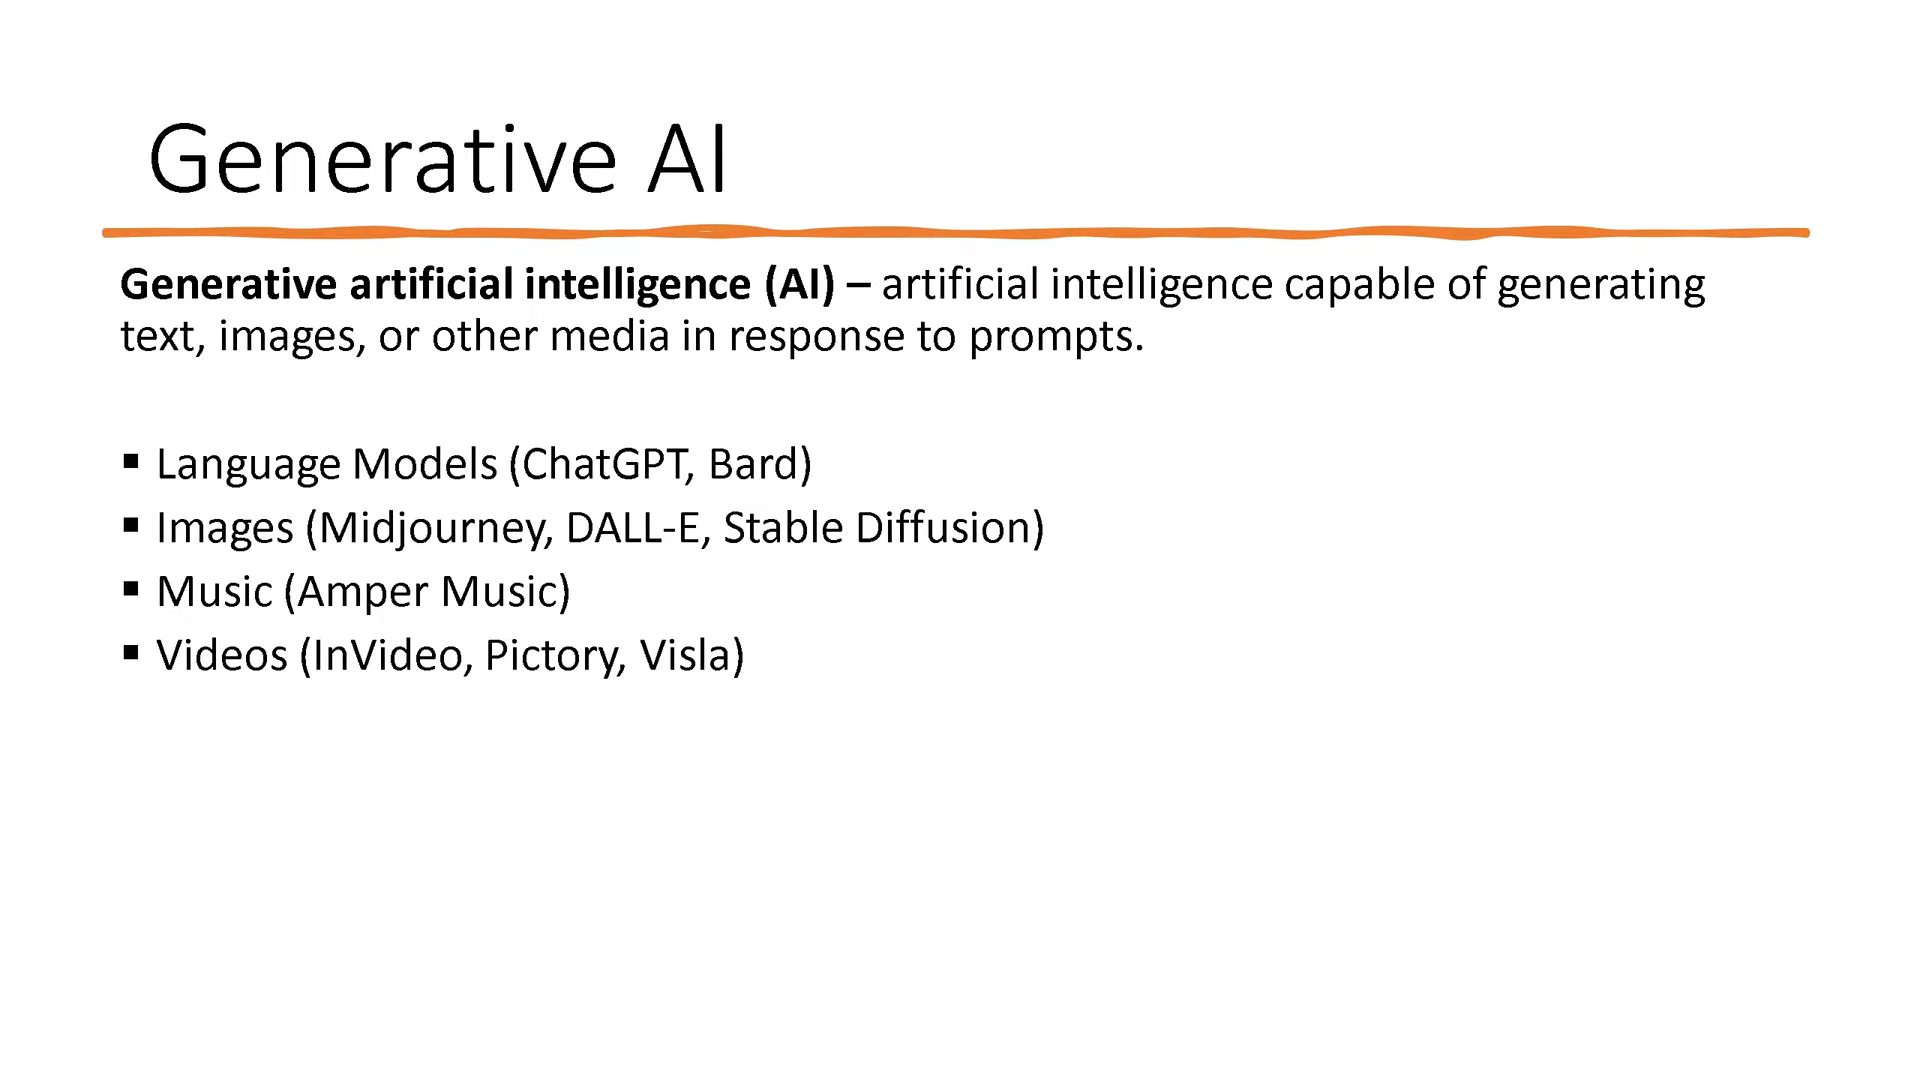 Generative AI
Generative artificial intelligence (AI) – artificial intelligence capable of generating
text, images, or other media in response to prompts.
▪ Language Models (ChatGPT, Bard)
▪ Images (Midjourney, DALL-E, Stable Diffusion)
▪ Music (Amper Music)
▪ Videos (InVideo, Pictory, Visla)